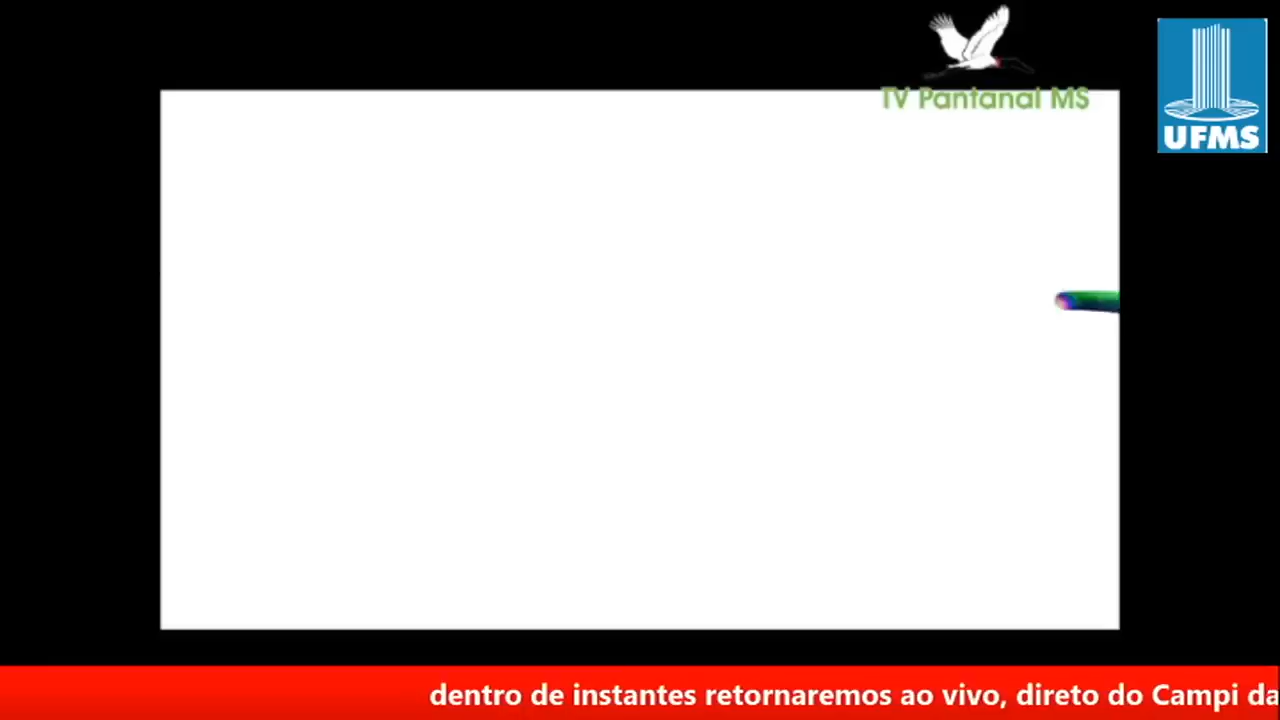 TV Pantanal MS
UFMS
dentro de instantes retornaremos ao vivo, direto do Campi da